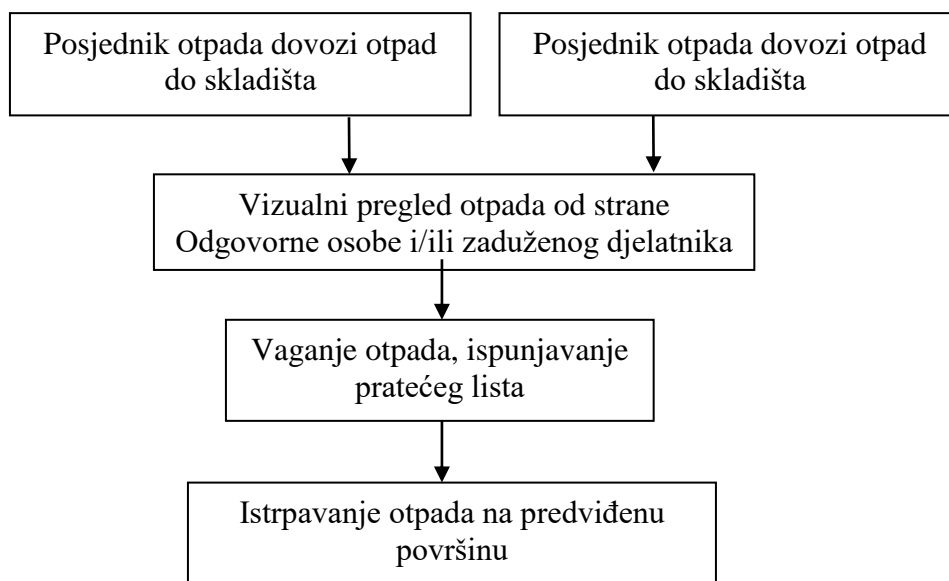 Posjednik otpada dovozi otpad
do skladišta
Posjednik otpada dovozi otpad
do skladišta
Vizualni pregled otpada od strane
Odgovorne osobe i/ili zaduženog djelatnika
Vaganje otpada, ispunjavanje
pratećeg lista
Istrpavanje otpada na predviđenu
površinu